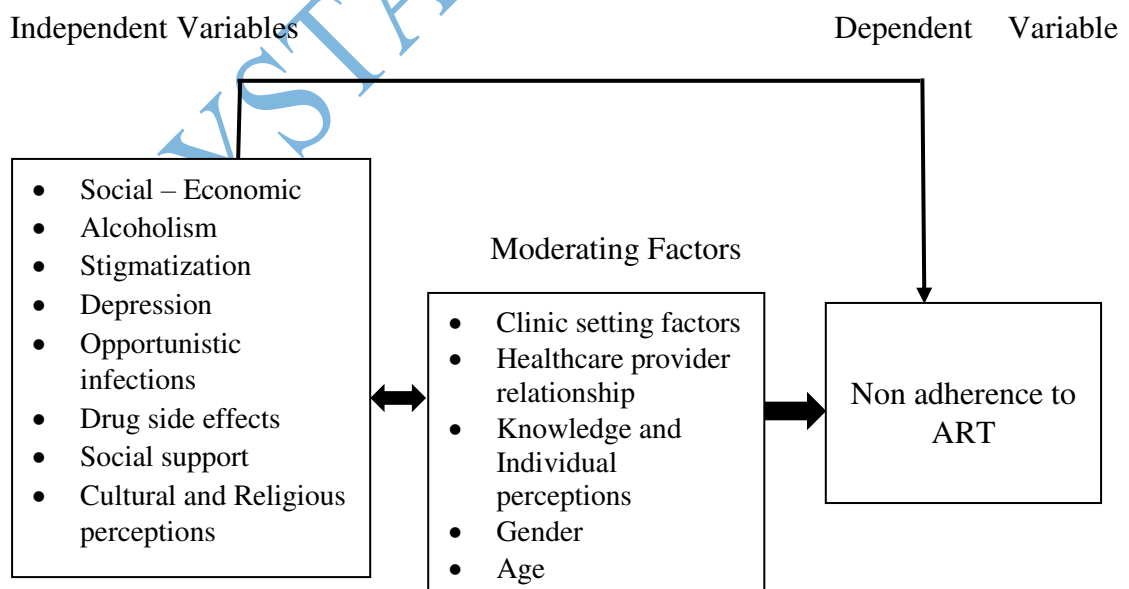 Independent Variables
Dependent Variable
• Social – Economic
• Alcoholism
• Stigmatization
• Depression
• Opportunistic
infections
• Drug side effects
• Social support
• Cultural and Religious
perceptions
Moderating Factors
• Clinic setting factors
• Healthcare provider
relationship
• Knowledge and
Individual
perceptions
• Gender
• Age
Non adherence to
ART